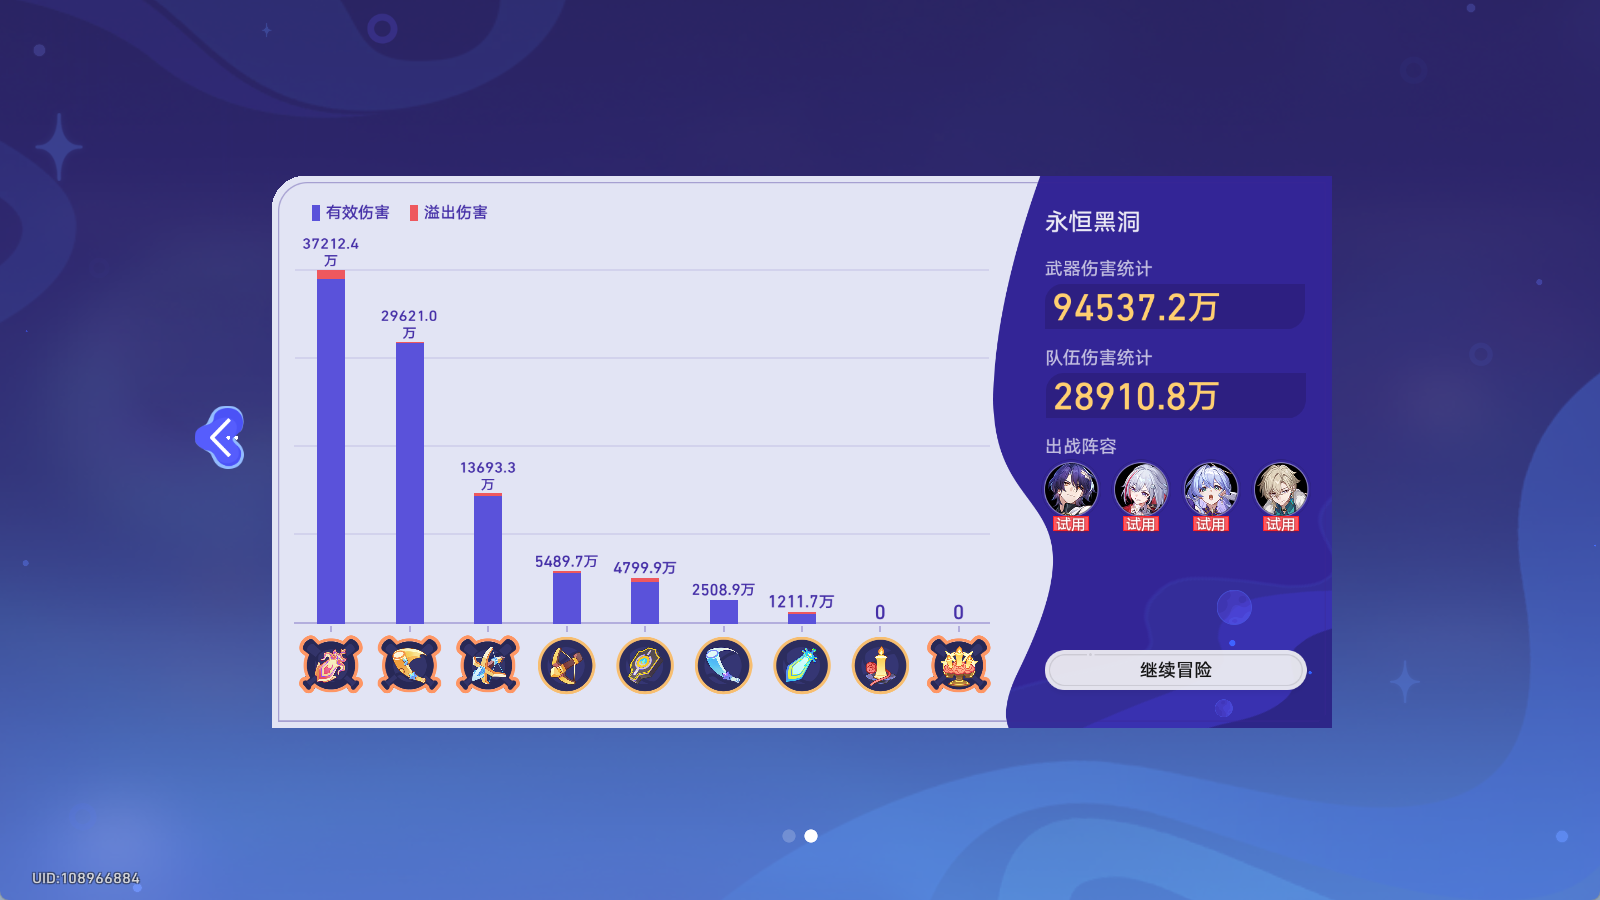 有效伤害 溢出伤害
37212.4
万
29621.0
万
13693.3
万
5489.7万
4799.9万
2508.9万
1211.7万
0
0
永恒黑洞
武器伤害统计
94537.2万
队伍伤害统计
28910.8万
出战阵容
试用 试用 试用 试用
继续冒险
UID:108966884